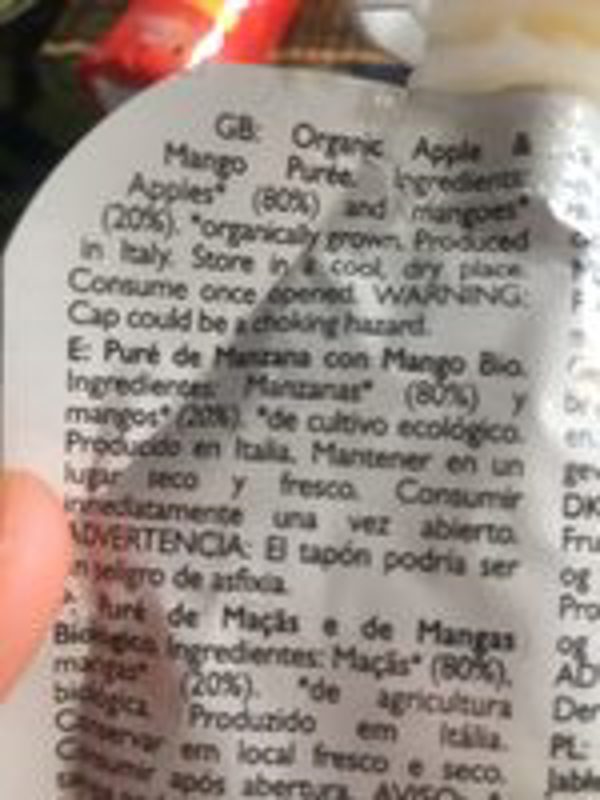 GB: Organic Apple &
Mango Purée. Ingredients:
Apples* (80%) and mangoes*
(20%). *organically grown. Produced
in Italy. Store in a cool, dry place.
Consume once opened. WARNING:
Cap could be a choking hazard.
E: Puré de Manzana con Mango Bio.
Ingredientes: Manzanas* (80%) y
mangos* (20%). *de cultivo ecológico.
Producido en Italia. Mantener en un
lugar seco y fresco. Consumir
inmediatamente una vez abierto.
ADVERTENCIA: El tapón podria ser
un peligro de asfixia.
P: Puré de Maçãs e de Mangas
Biológico. Ingredientes: Maçãs* (80%),
mangas* (20%). *de agricultura
biológica. Produzido em Itália.
Conservar em local fresco e seco.
Consumir após abertura. AVISO: A
en.
DK
Fru
og
Pro
og
AD
Der
PL:
Jabł